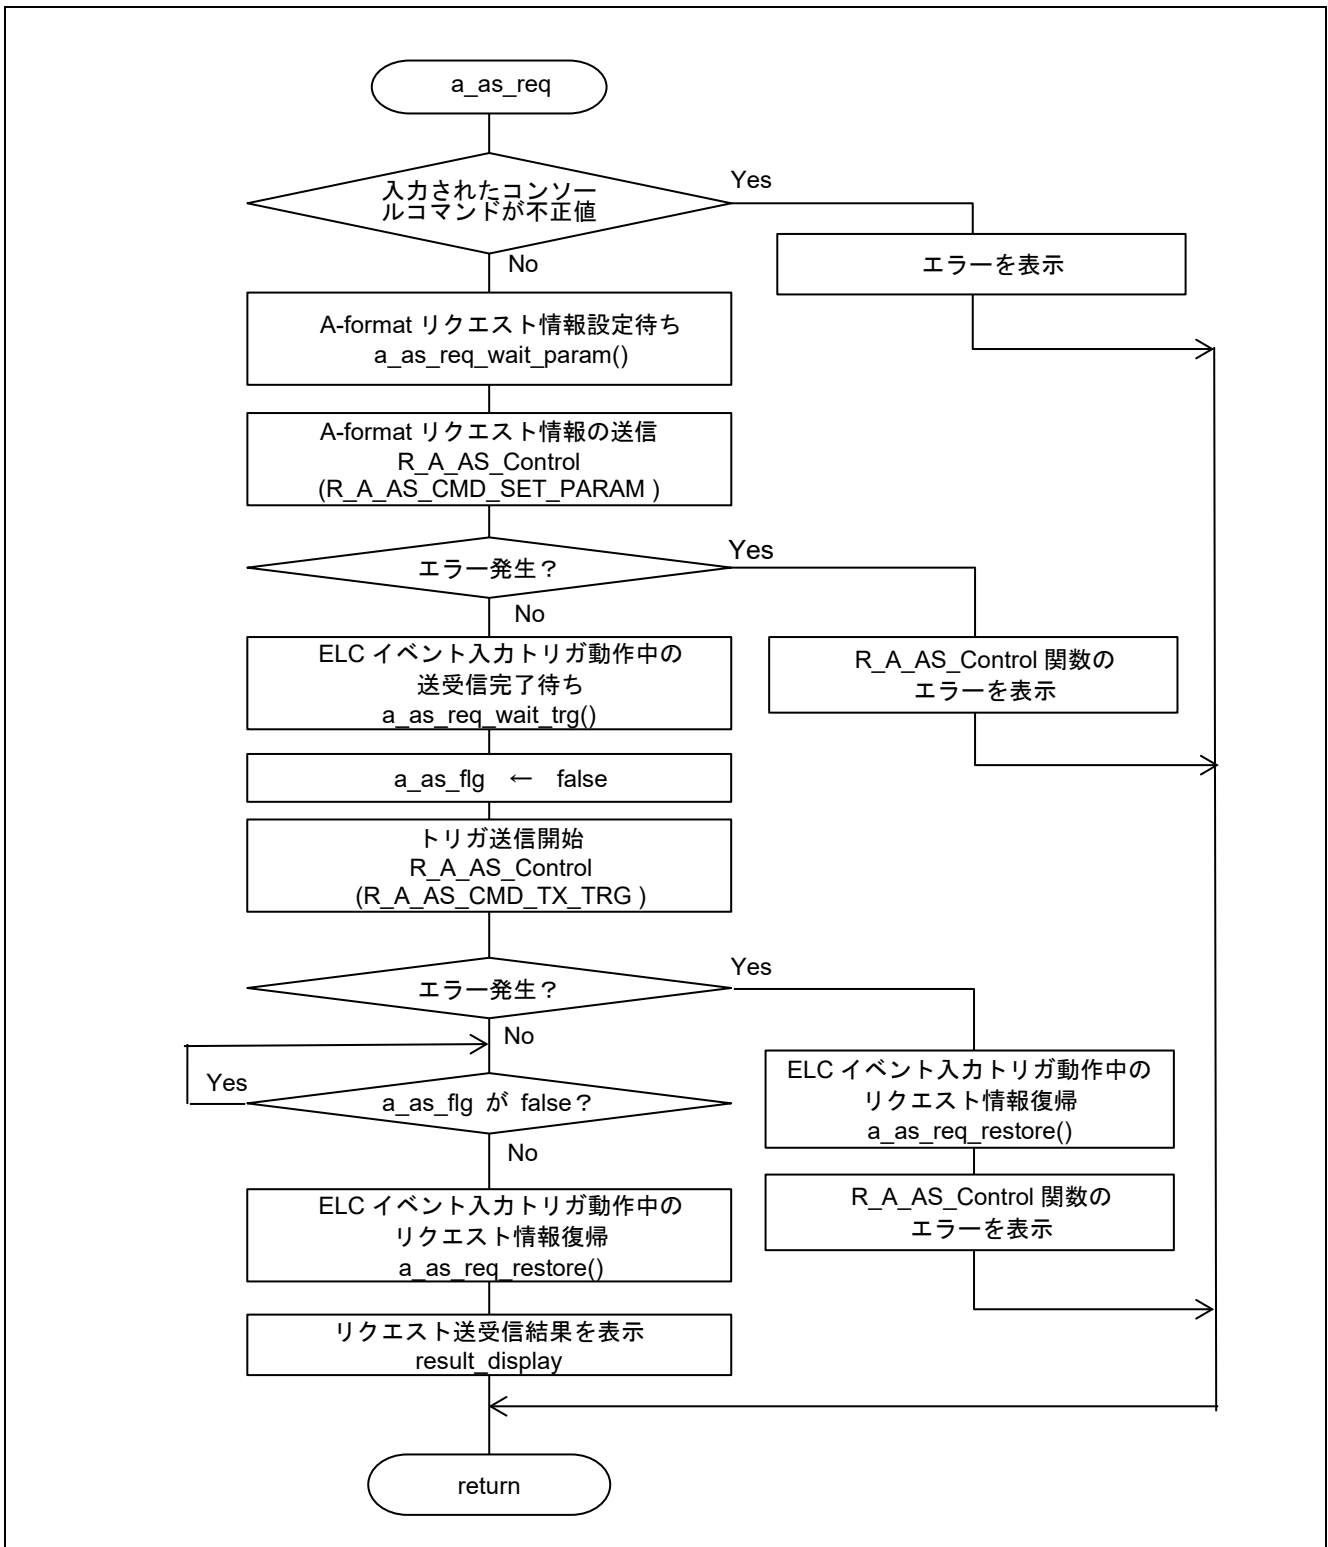 a_as_req
入力されたコンソー
ルコマンドが不正値
Yes
エラーを表示
No
A-format リクエスト情報設定待ち
a_as_req_wait_param()
A-format リクエスト情報の送信
R_A_AS_Control
(R_A_AS_CMD_SET_PARAM )
エラー発生？
Yes
No
R_A_AS_Control 関数の
エラーを表示
ELC イベント入力トリガ動作中の
送受信完了待ち
a_as_req_wait_trg()
a_as_flg ← false
トリガ送信開始
R_A_AS_Control
(R_A_AS_CMD_TX_TRG )
エラー発生？
Yes
No
ELC イベント入力トリガ動作中の
リクエスト情報復帰
a_as_req_restore()
R_A_AS_Control 関数の
エラーを表示
Yes
a_as_flg が false？
No
ELC イベント入力トリガ動作中の
リクエスト情報復帰
a_as_req_restore()
リクエスト送受信結果を表示
result_display
return